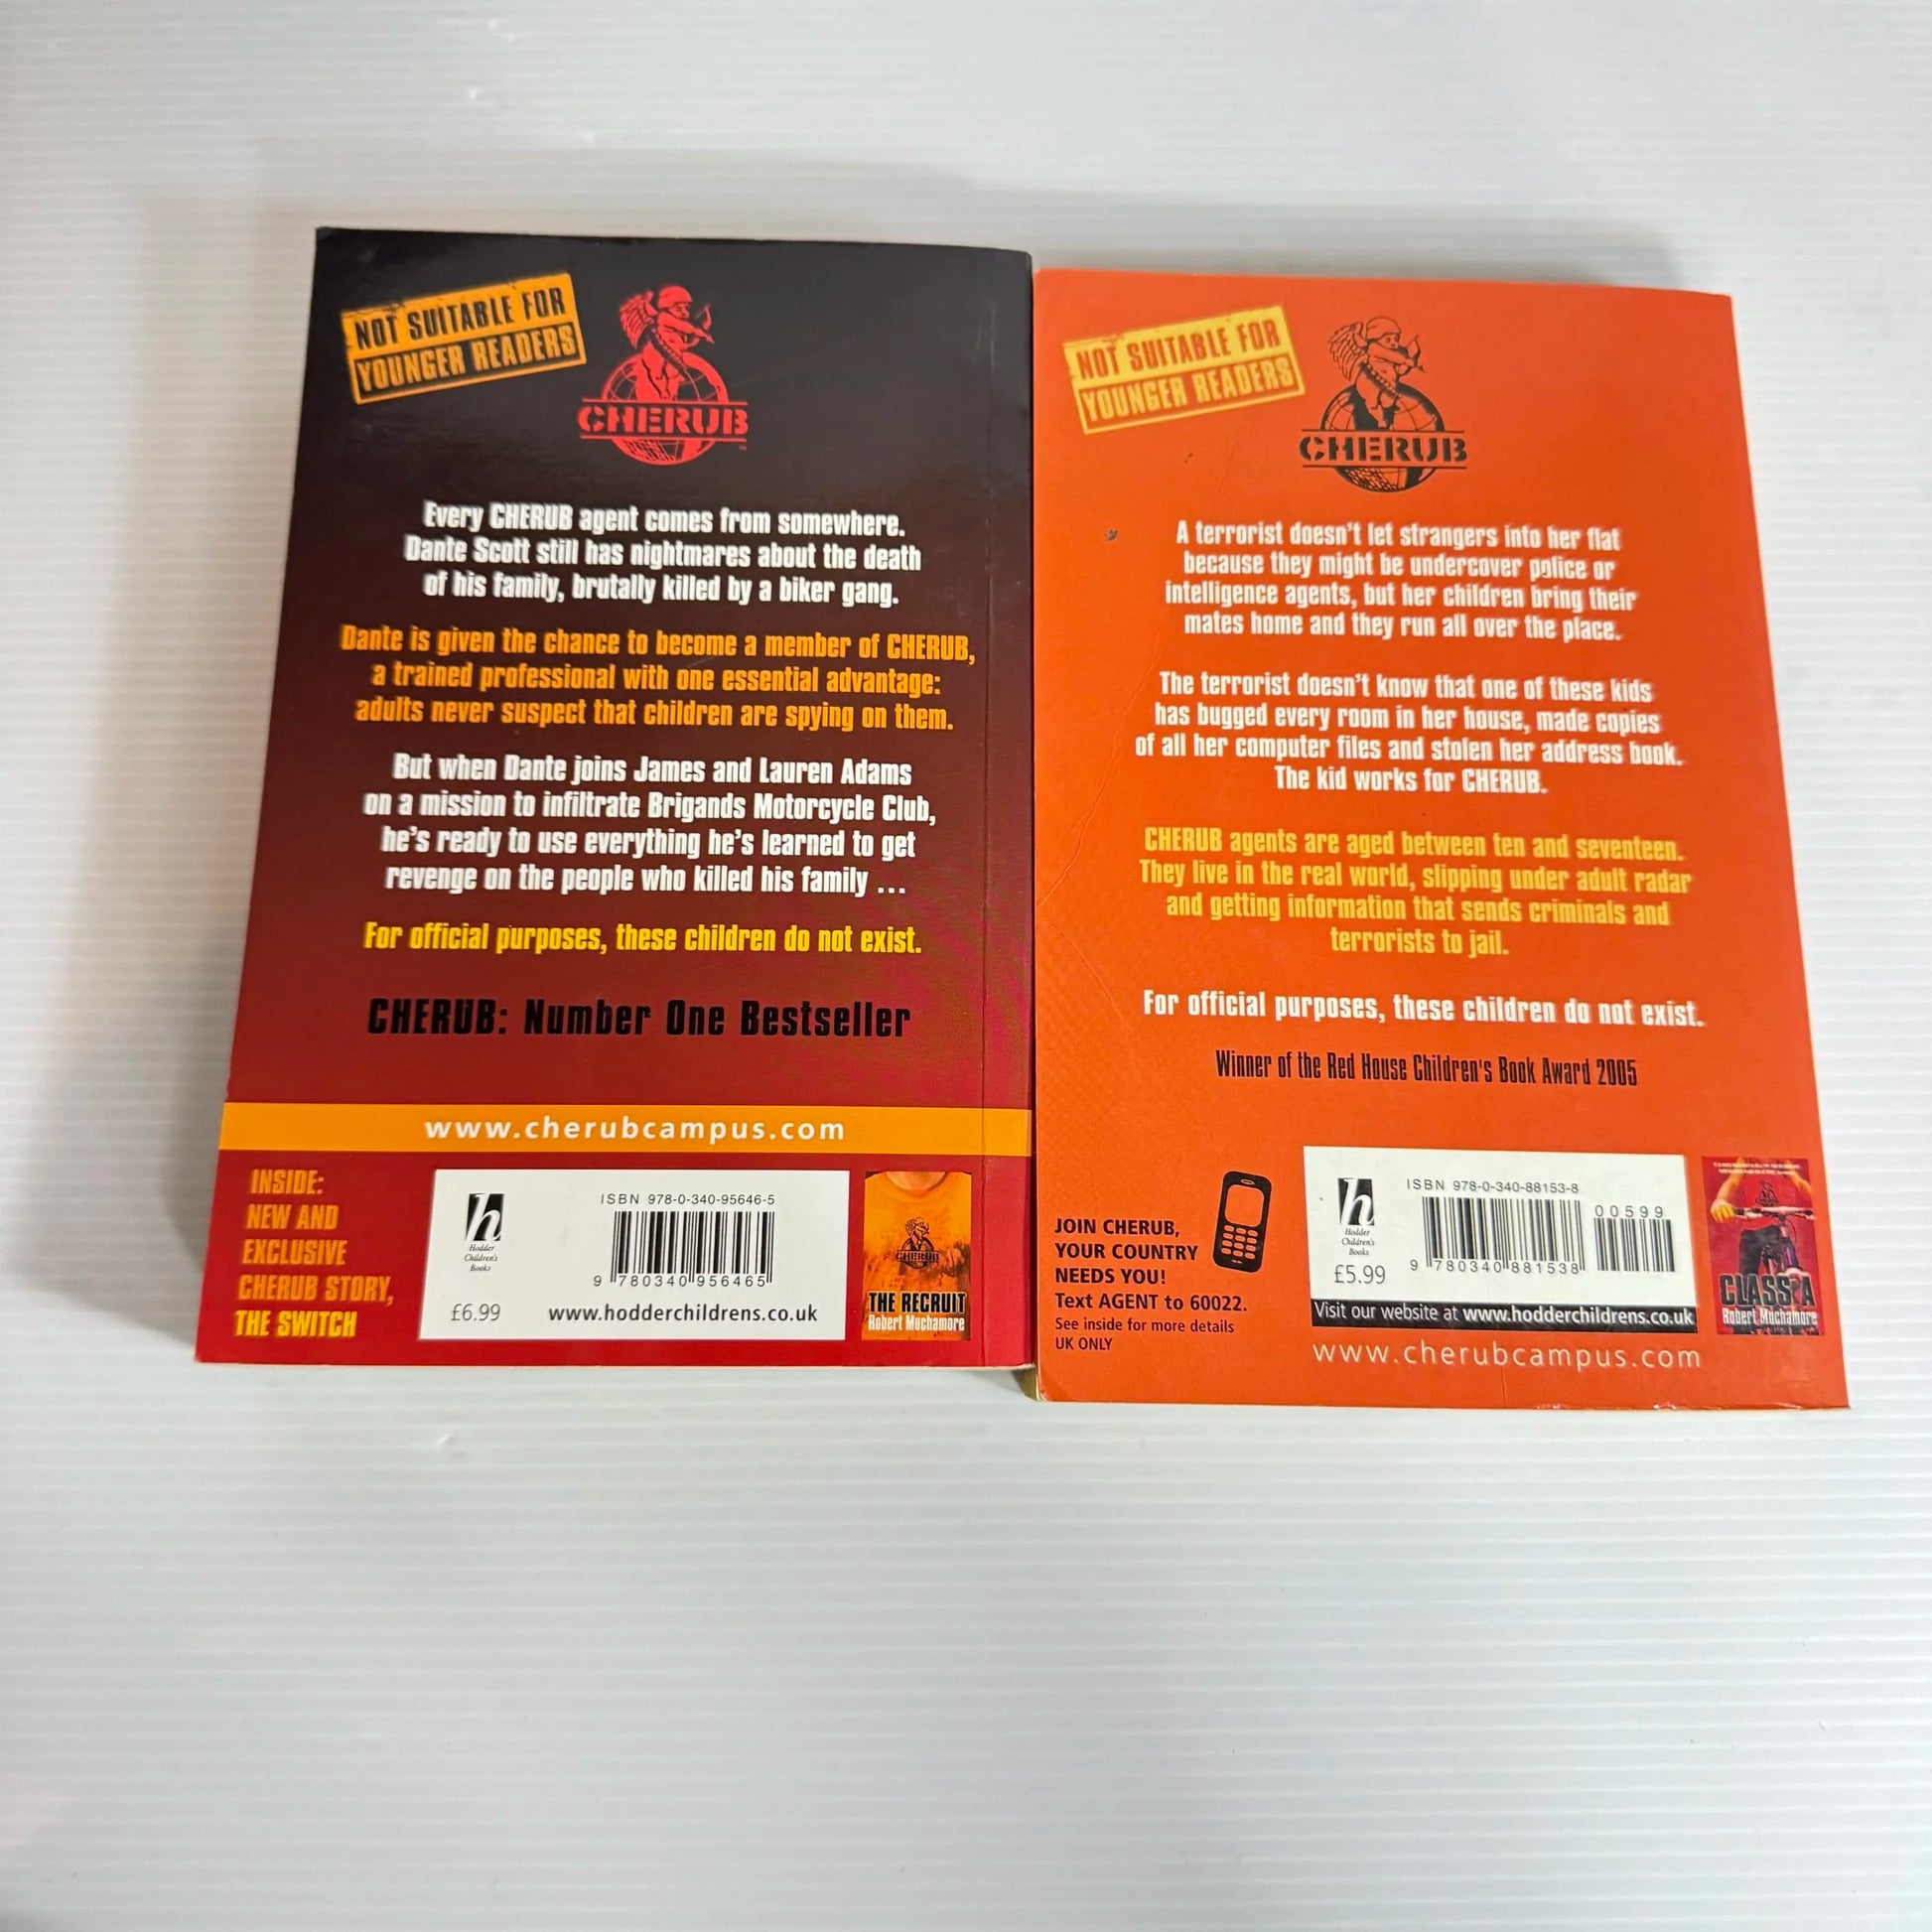 NOT SUITABLE FOR
YOUNGER READERS
CHERUB
TM
Every CHERUB agent comes from somewhere.
Dante Scott still has nightmares about the death
of his family, brutally killed by a biker gang.
Dante is given the chance to become a member of CHERUB,
a trained professional with one essential advantage:
adults never suspect that children are spying on them.
But when Dante joins James and Lauren Adams
on a mission to infiltrate Brigands Motorcycle Club,
he's ready to use everything he's learned to get
revenge on the people who killed his family ...
For official purposes, these children do not exist.
CHERUB: Number One Bestseller
www.cherubcampus.com
INSIDE:
NEW AND
EXCLUSIVE
CHERUB STORY,
THE SWITCH
h
Hodder
Children's
Books
£6.99
ISBN 978-0-340-95646-5
9 780340 956465
www.hodderchildrens.co.uk
CHERUB
THE RECRUIT
Robert Muchamore
NOT SUITABLE FOR
YOUNGER READERS
CHERUB
A terrorist doesn't let strangers into her flat
because they might be undercover police or
intelligence agents, but her children bring their
mates home and they run all over the place.
The terrorist doesn't know that one of these kids
has bugged every room in her house, made copies
of all her computer files and stolen her address book.
The kid works for CHERUB.
CHERUB agents are aged between ten and seventeen.
They live in the real world, slipping under adult radar
and getting information that sends criminals and
terrorists to jail.
For official purposes, these children do not exist.
Winner of the Red House Children's Book Award 2005
JOIN CHERUB,
YOUR COUNTRY
NEEDS YOU!
Text AGENT to 60022.
See inside for more details
UK ONLY
h
Hodder
Children's
Books
£5.99
ISBN 978-0-340-88153-8
00599
9 780340 881538
Visit our website at www.hodderchildrens.co.uk
www.cherubcampus.com
CLASS A
Robert Muchamore